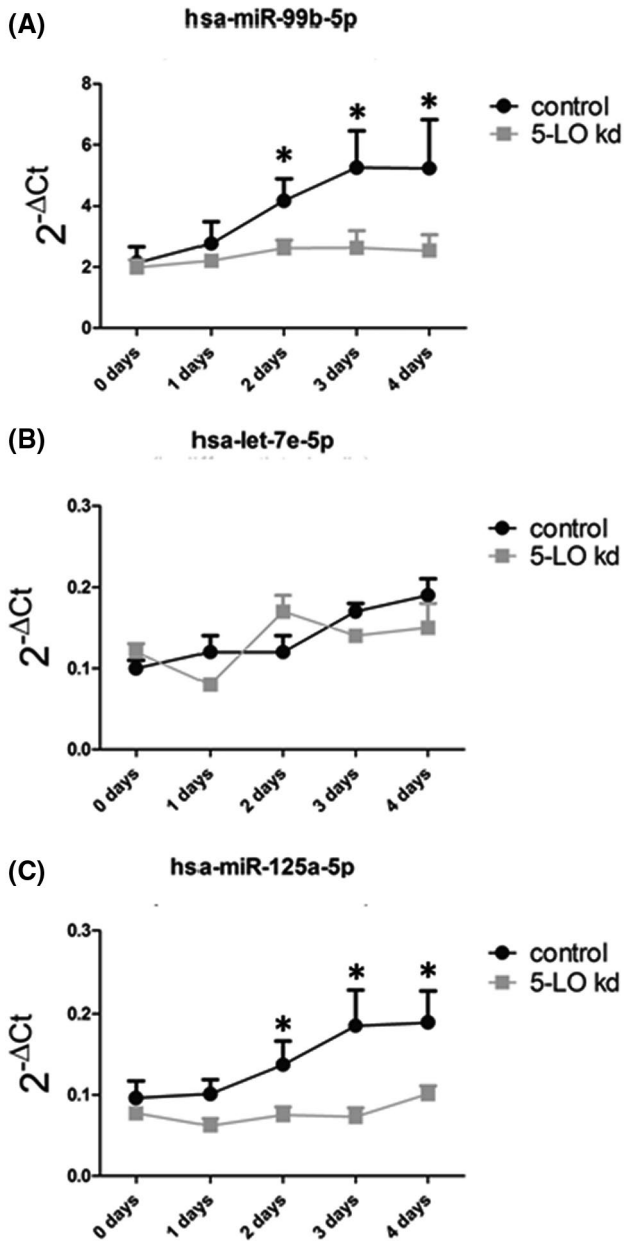 (A)
hsa-miR-99b-5p
8
6
4
2
0
2-ΔCt
* * *
control
5-LO kd
0 days 1 days 2 days 3 days 4 days
(B)
hsa-let-7e-5p
0.3
0.2
0.1
0.0
2-ΔCt
control
5-LO kd
0 days 1 days 2 days 3 days 4 days
(C)
hsa-miR-125a-5p
0.3
0.2
0.1
0.0
2-ΔCt
* * *
control
5-LO kd
0 days 1 days 2 days 3 days 4 days